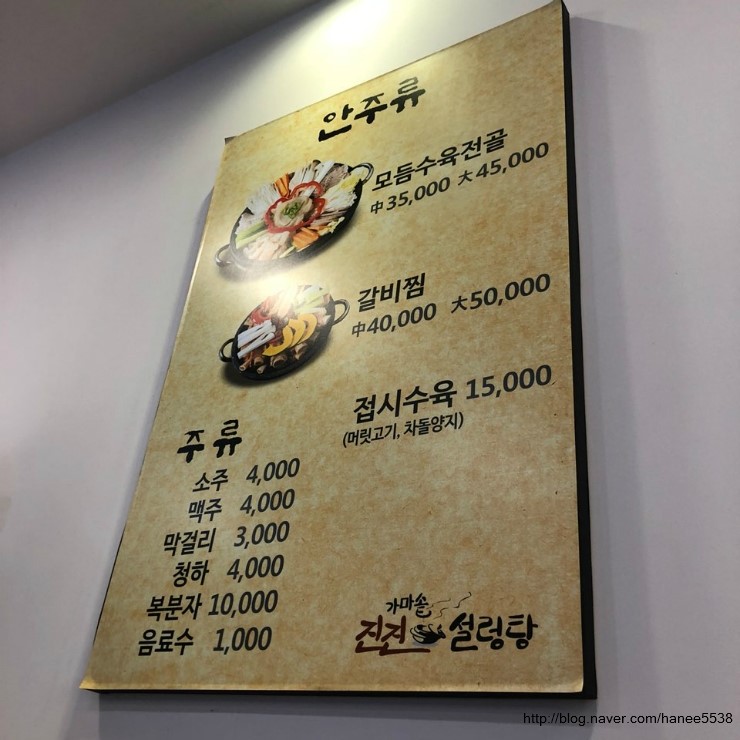 안주류
모듬수육전골
中35,000 大45,000
갈비찜
中40,000 大50,000
접시수육 15,000
(머릿고기, 차돌양지)
주류
소주 4,000
맥주 4,000
막걸리 3,000
청하 4,000
복분자 10,000
음료수 1,000
가마솥
진진 설렁탕
http://blog.naver.com/hanee5538